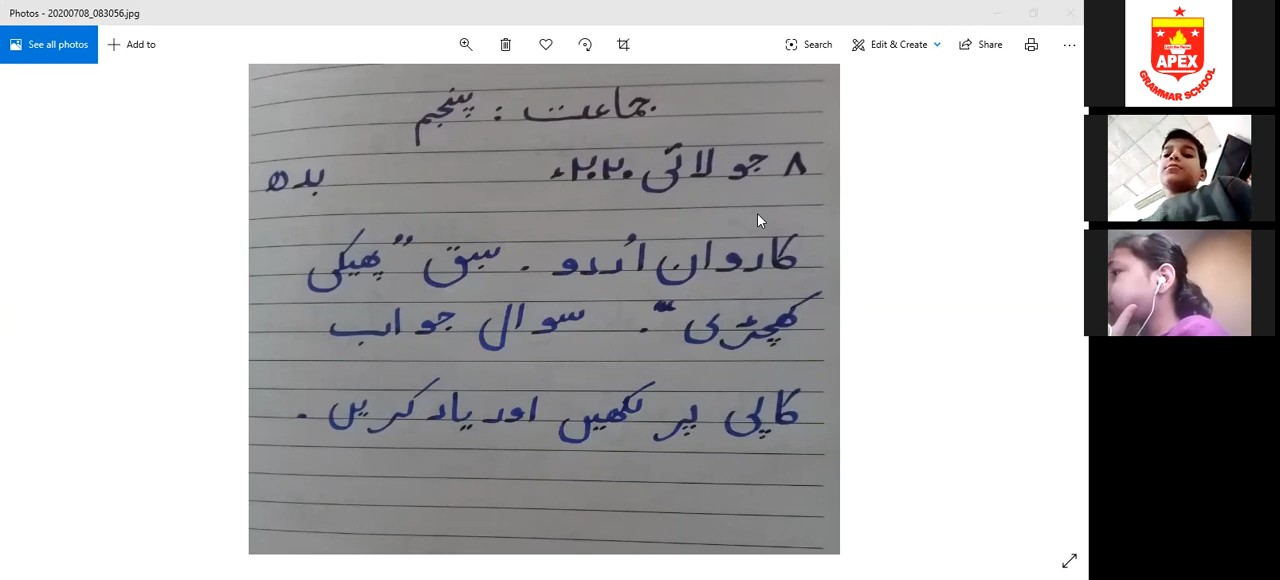 Photos - 20200708_083056.jpg
See all photos
Add to
Search
Edit & Create
Share
جماعت : پنجم
۸ جولائی ۲۰۲۰ء بدھ
کاروان اُردو . سبق "پھیکی
کھچڑی". سوال جواب
کاپی پر لکھیں اور یاد کریں .
APEX
GRAMMAR SCHOOL